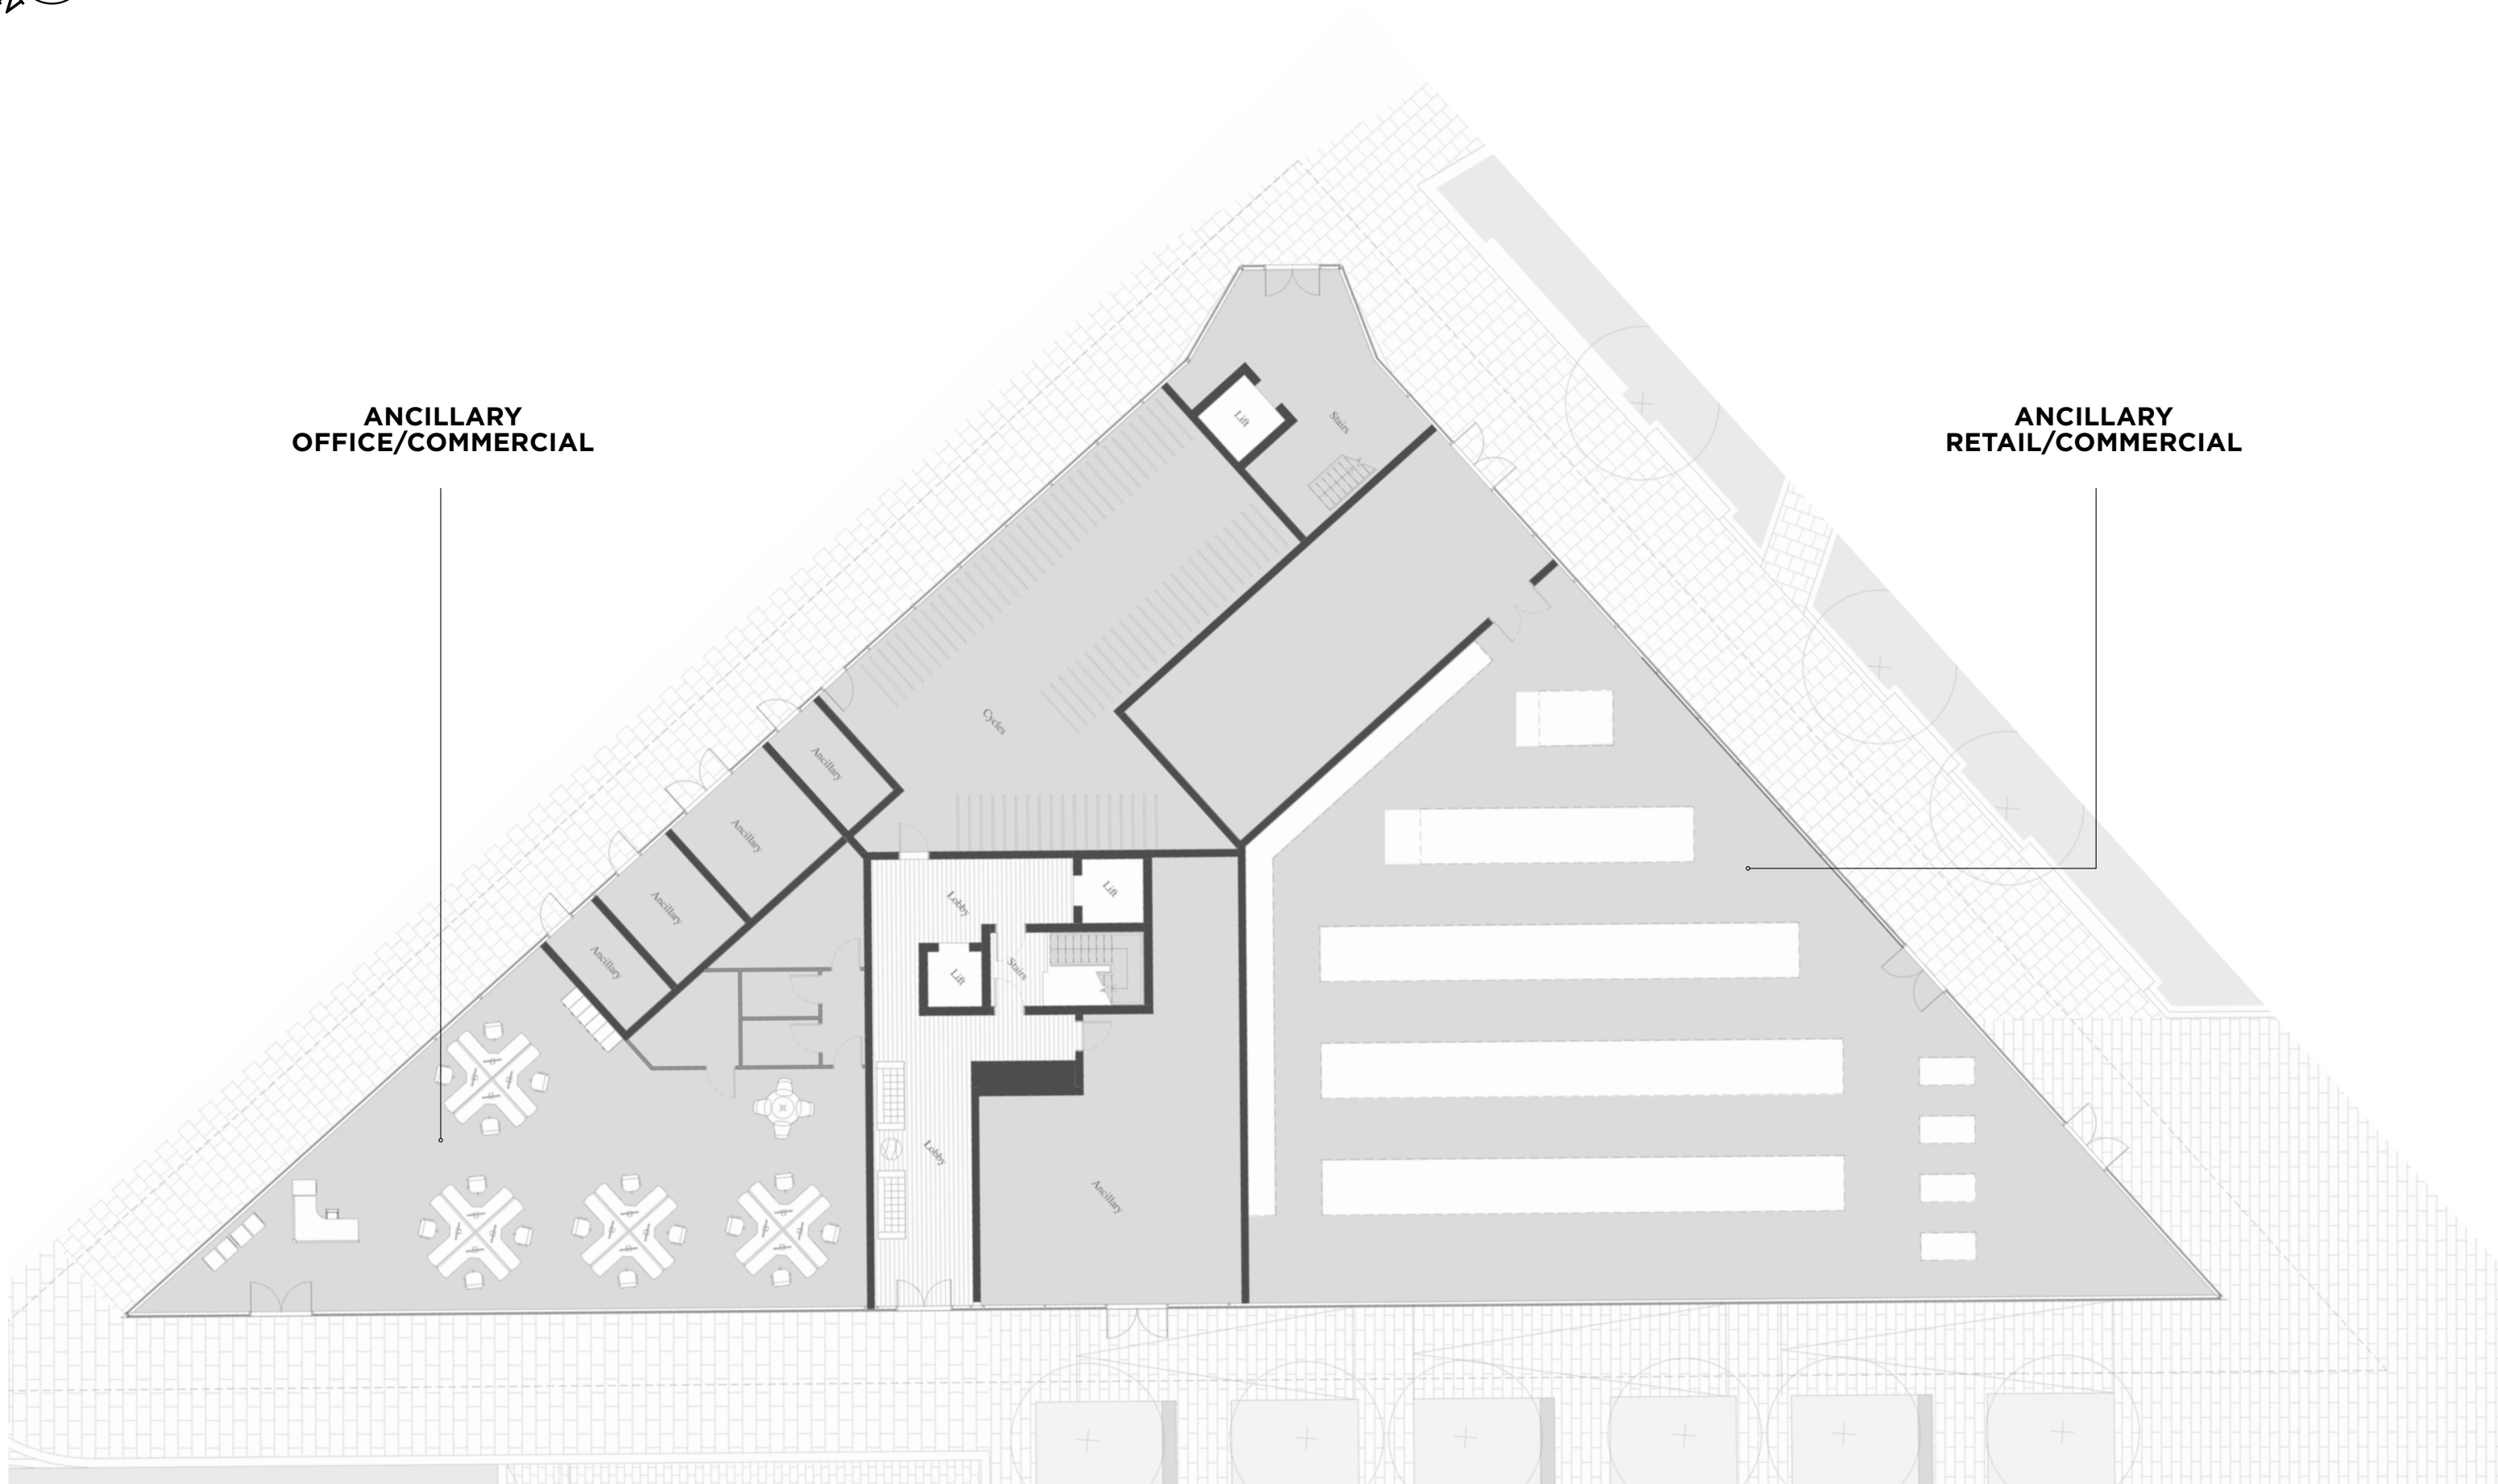 ANCILLARY
OFFICE/COMMERCIAL
ANCILLARY
RETAIL/COMMERCIAL
Lift
Stairs
Cycles
Ancillary
Ancillary
Ancillary
Ancillary
Lobby
Lift
Lift
Stairs
Lobby
Ancillary